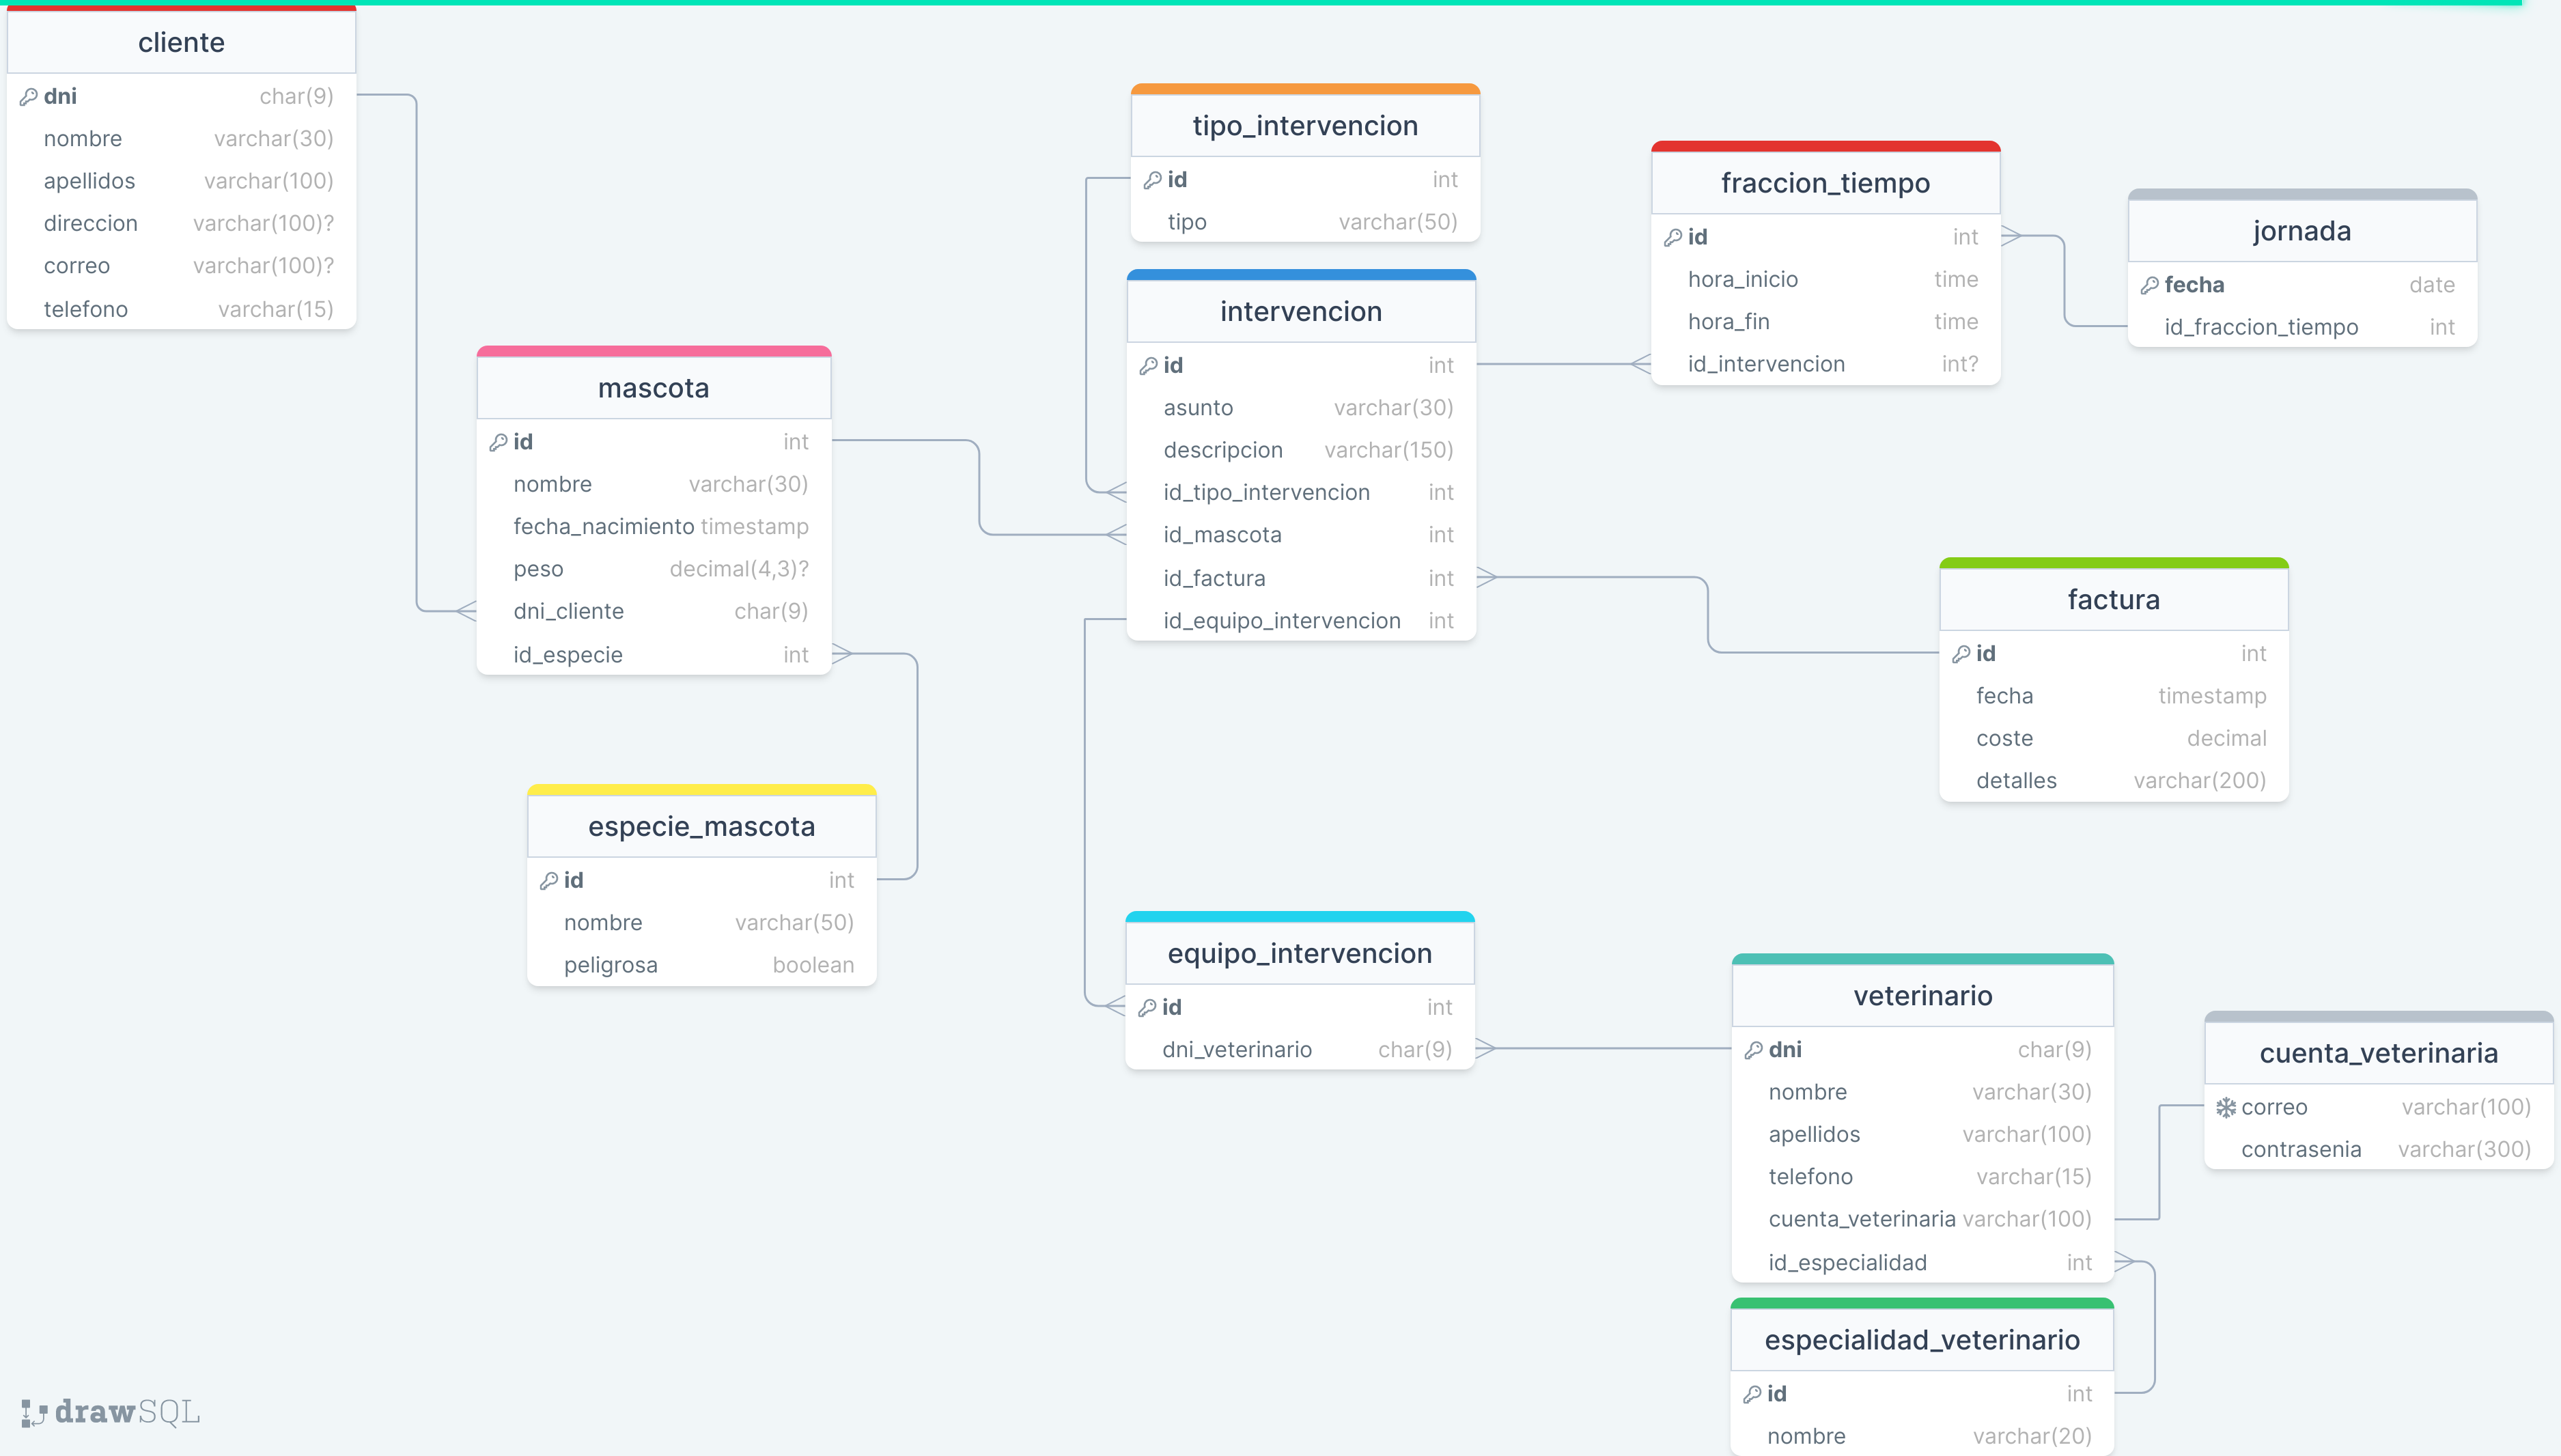 cliente
dni char(9)
nombre varchar(30)
apellidos varchar(100)
direccion varchar(100)?
correo varchar(100)?
telefono varchar(15)
mascota
id int
nombre varchar(30)
fecha_nacimiento timestamp
peso decimal(4,3)?
dni_cliente char(9)
id_especie int
especie_mascota
id int
nombre varchar(50)
peligrosa boolean
tipo_intervencion
id int
tipo varchar(50)
intervencion
id int
asunto varchar(30)
descripcion varchar(150)
id_tipo_intervencion int
id_mascota int
id_factura int
id_equipo_intervencion int
equipo_intervencion
id int
dni_veterinario char(9)
fraccion_tiempo
id int
hora_inicio time
hora_fin time
id_intervencion int?
jornada
fecha date
id_fraccion_tiempo int
factura
id int
fecha timestamp
coste decimal
detalles varchar(200)
veterinario
dni char(9)
nombre varchar(30)
apellidos varchar(100)
telefono varchar(15)
cuenta_veterinaria varchar(100)
id_especialidad int
cuenta_veterinaria
correo varchar(100)
contrasenia varchar(300)
especialidad_veterinario
id int
nombre varchar(20)
drawSQL